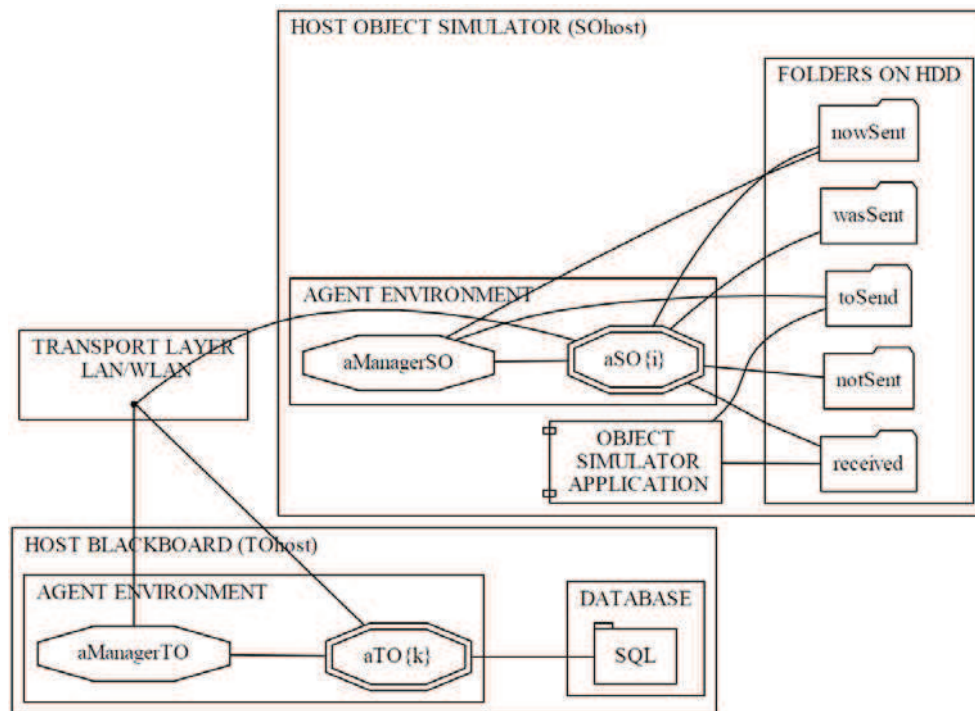 HOST OBJECT SIMULATOR (SOhost)
FOLDERS ON HDD
nowSent
wasSent
toSend
notSent
received
AGENT ENVIRONMENT
aManagerSO
aSO{i}
OBJECT
SIMULATOR
APPLICATION
TRANSPORT LAYER
LAN/WLAN
HOST BLACKBOARD (TOhost)
AGENT ENVIRONMENT
aManagerTO
aTO{k}
DATABASE
SQL